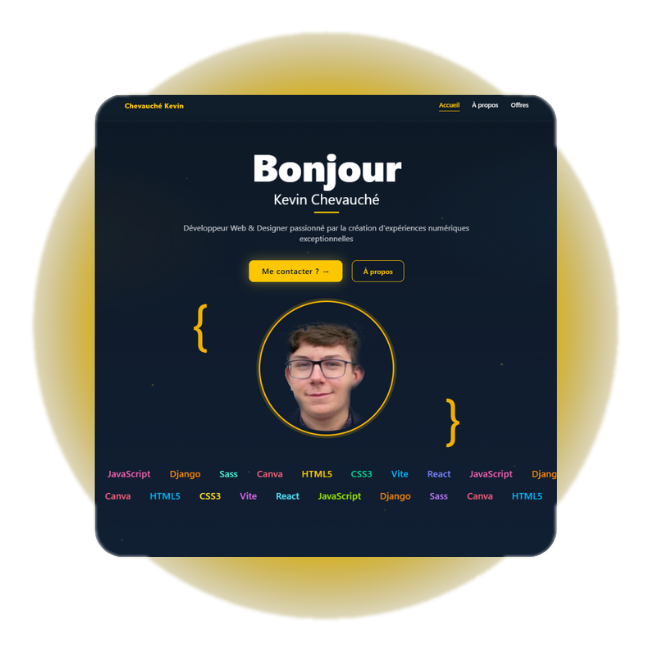 Chevauché Kevin Accueil À propos Offres
Bonjour
Kevin Chevauché
Développeur Web & Designer passionné par la création d'expériences numériques
exceptionnelles
Me contacter ? → À propos
{
}
JavaScript Django Sass Canva HTML5 CSS3 Vite React JavaScript Djang
Canva HTML5 CSS3 Vite React JavaScript Django Sass Canva HTML5